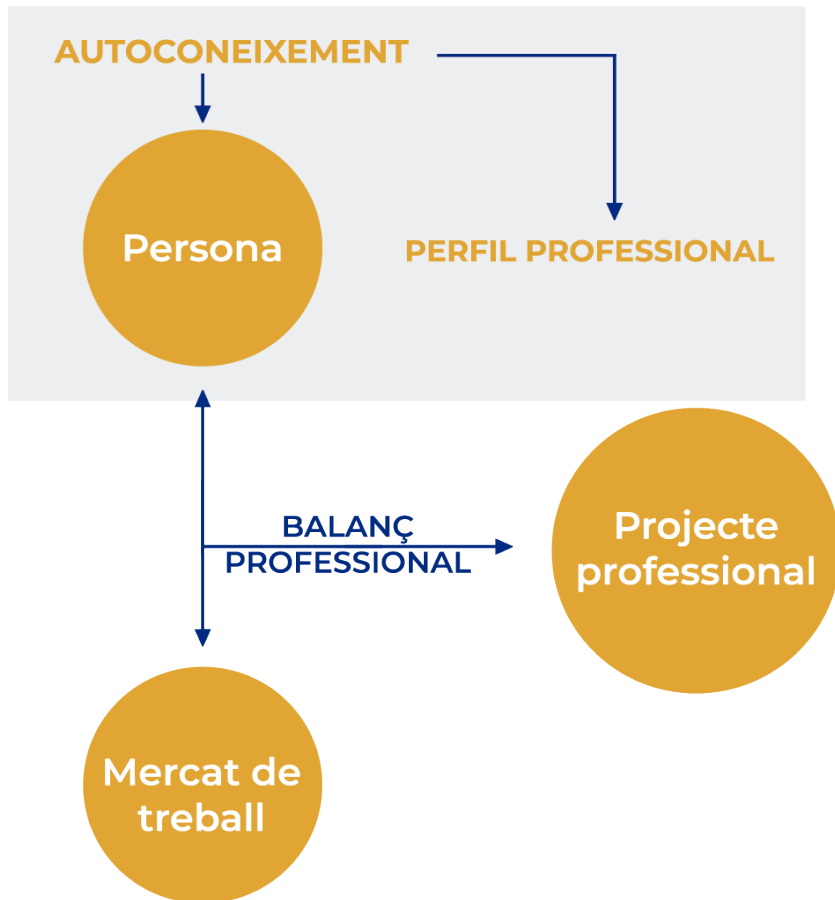 AUTOCONEIXEMENT
Persona
PERFIL PROFESSIONAL
BALANÇ
PROFESSIONAL
Projecte
professional
Mercat de
treball